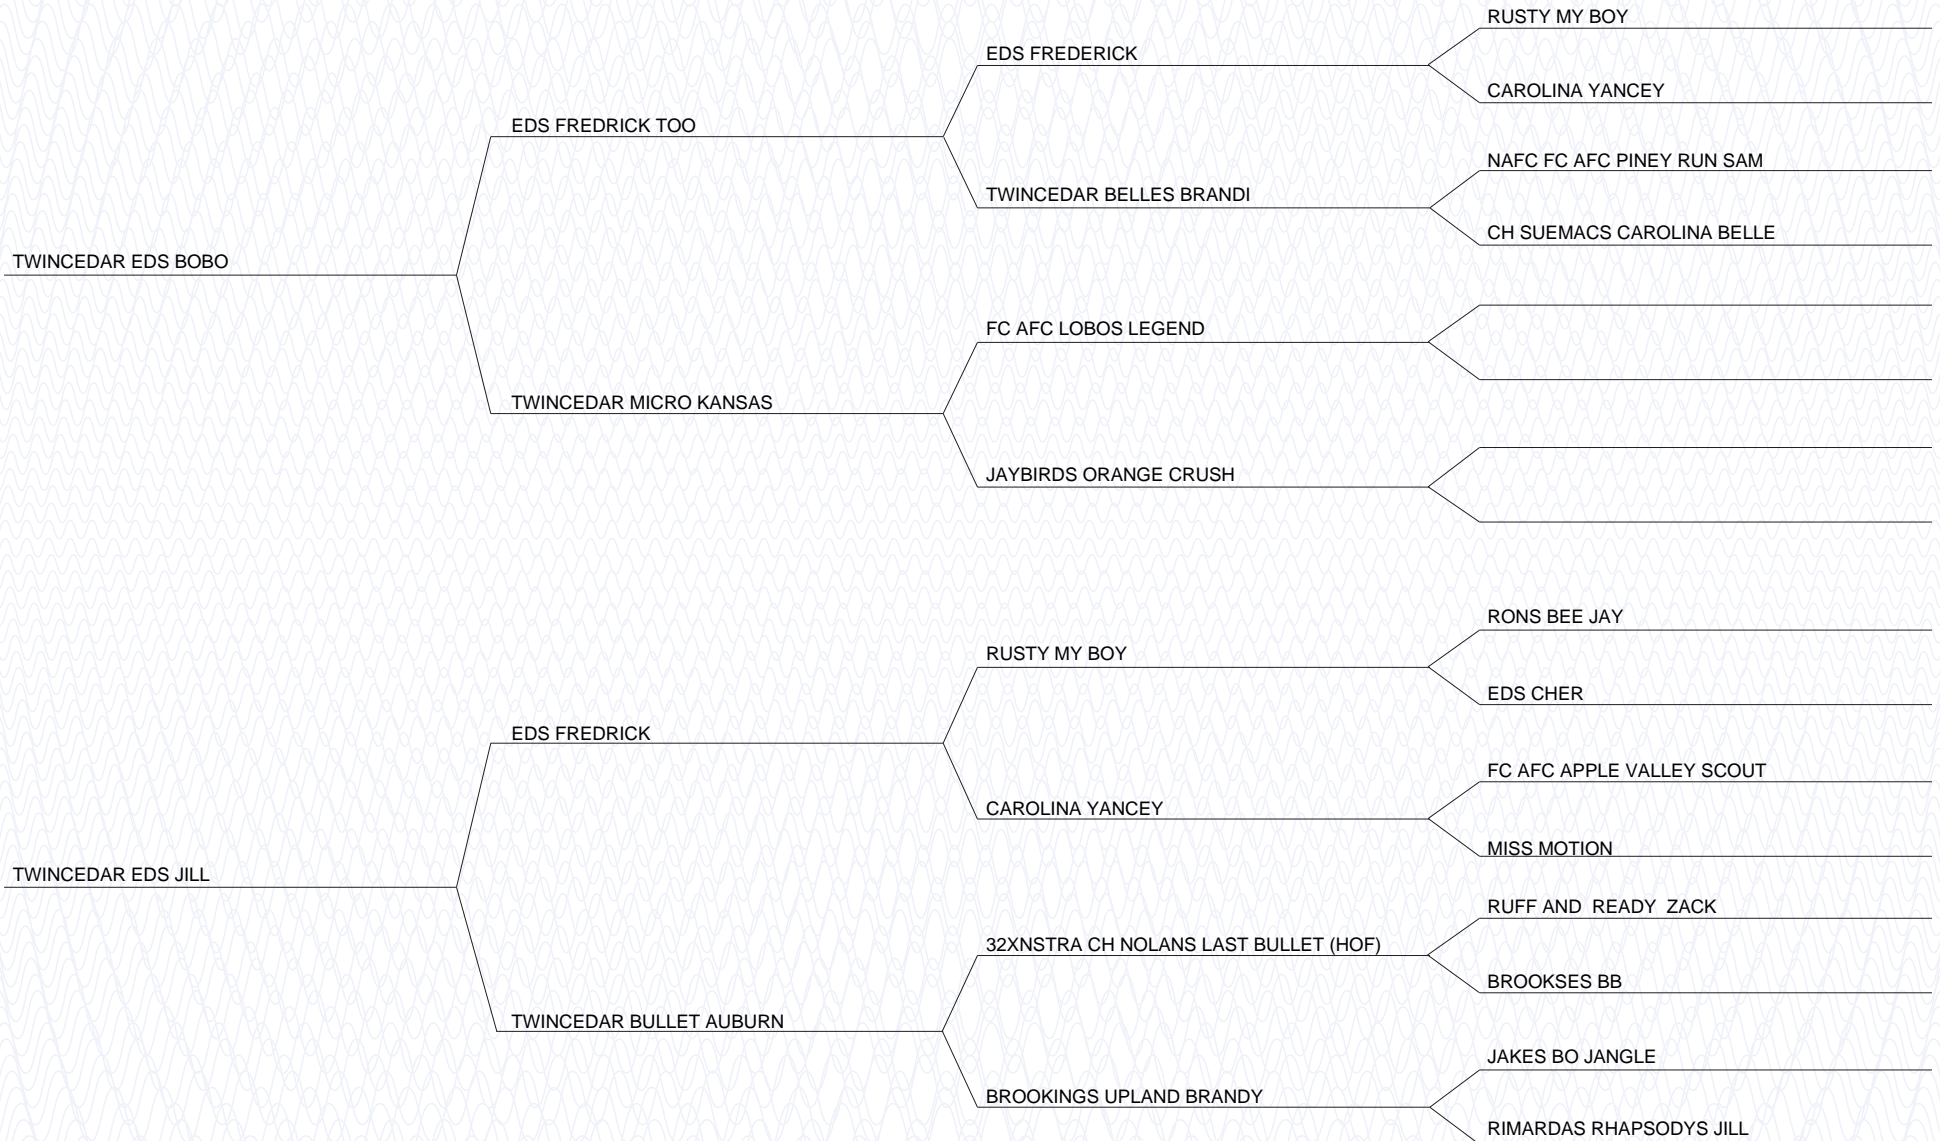 RUSTY MY BOY
EDS FREDERICK
CAROLINA YANCEY
EDS FREDRICK TOO
NAFC FC AFC PINEY RUN SAM
TWINCEDAR BELLES BRANDI
CH SUEMACS CAROLINA BELLE
TWINCEDAR EDS BOBO
FC AFC LOBOS LEGEND
TWINCEDAR MICRO KANSAS
JAYBIRDS ORANGE CRUSH
RONS BEE JAY
RUSTY MY BOY
EDS CHER
EDS FREDRICK
FC AFC APPLE VALLEY SCOUT
CAROLINA YANCEY
MISS MOTION
TWINCEDAR EDS JILL
RUFF AND  READY  ZACK
32XNSTRA CH NOLANS LAST BULLET (HOF)
BROOKSES BB
TWINCEDAR BULLET AUBURN
JAKES BO JANGLE
BROOKINGS UPLAND BRANDY
RIMARDAS RHAPSODYS JILL